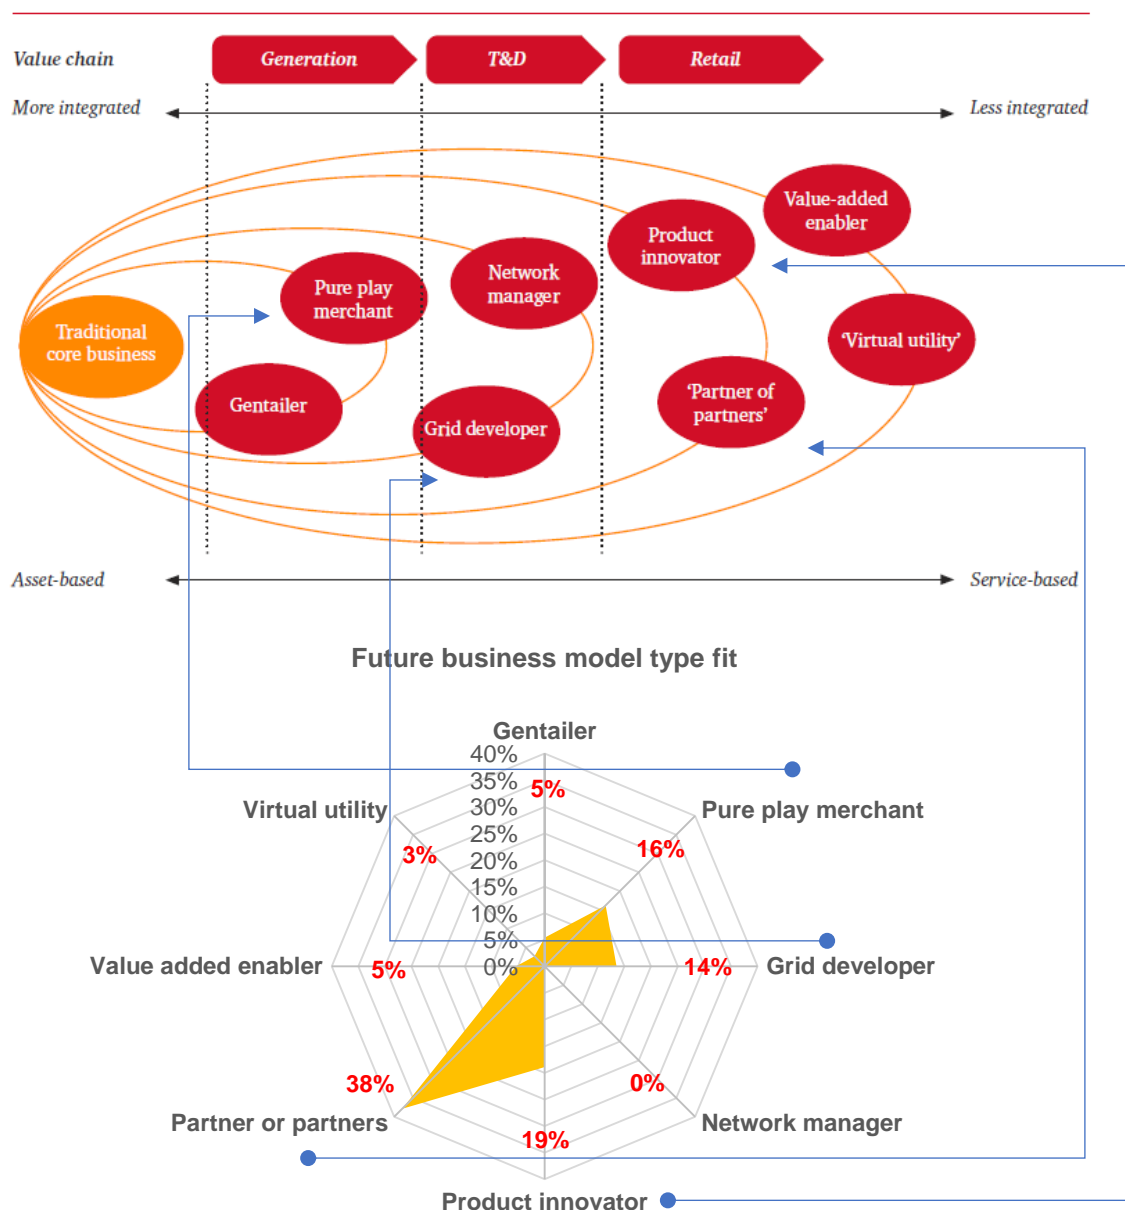 Value chain
Generation
T&D
Retail
More integrated
Less integrated
Value-added
enabler
Product
innovator
Network
manager
Pure play
merchant
Traditional
core business
'Virtual utility'
Gentailer
'Partner of
partners'
Grid developer
Asset-based
Service-based
Future business model type fit
Gentailer
40%
35%
30%
25%
20%
15%
10%
5%
0%
5%
Pure play merchant
16%
Grid developer
14%
Network manager
0%
Product innovator
19%
Partner or partners
38%
Value added enabler
5%
Virtual utility
3%